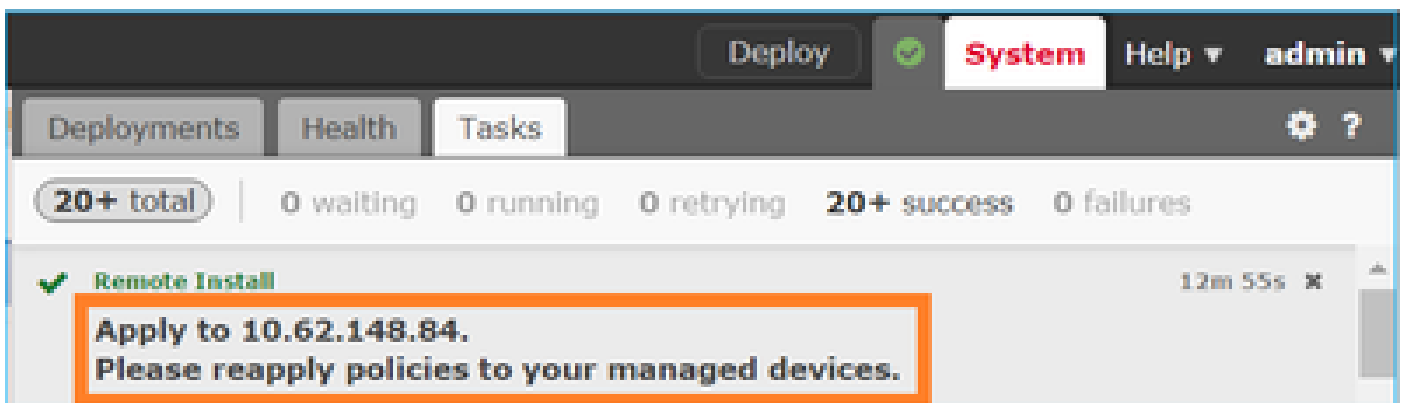 Deploy System Help admin
Deployments Health Tasks ?
20+ total 0 waiting 0 running 0 retrying 20+ success 0 failures
Remote Install 12m 55s
Apply to 10.62.148.84.
Please reapply policies to your managed devices.